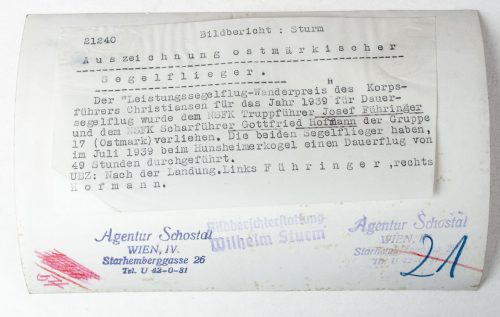 21240
Bildbericht : Sturm
Auszeichnung ostmärkischer
Segelflieger.
H
Der "Leistungssegelflug-Wanderpreis des Korps-
führers Christiansen für das Jahr 1939 für Dauer-
segelflug wurde dem NSFK Truppführer Josef Führinger
und dem NSFK Scharführer Gottfried Hofmann der Gruppe
17 (Ostmark)verliehen. Die beiden Segelflieger haben,
im Juli 1939 beim Hunsheimerkogel einen Dauerflug von
49 Stunden durchgeführt.
UBZ: Nach der Landung.Links Führinger,rechts
Hofmann.
Agentur Schostal
WIEN, IV.
Starhemberggasse 26
Tel. U 42-0-81
Bildberichterstattung
Wilhelm Sturm
Agentur Schostal
WIEN, IV.
21